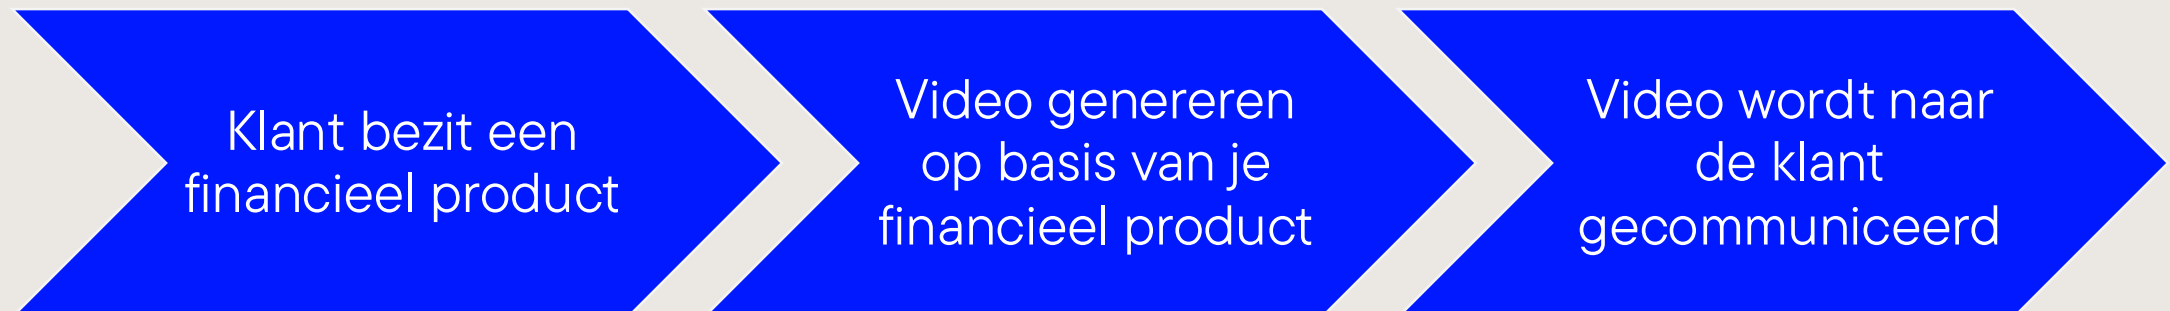 Klant bezit een
financieel product
Video genereren
op basis van je
financieel product
Video wordt naar
de klant
gecommuniceerd